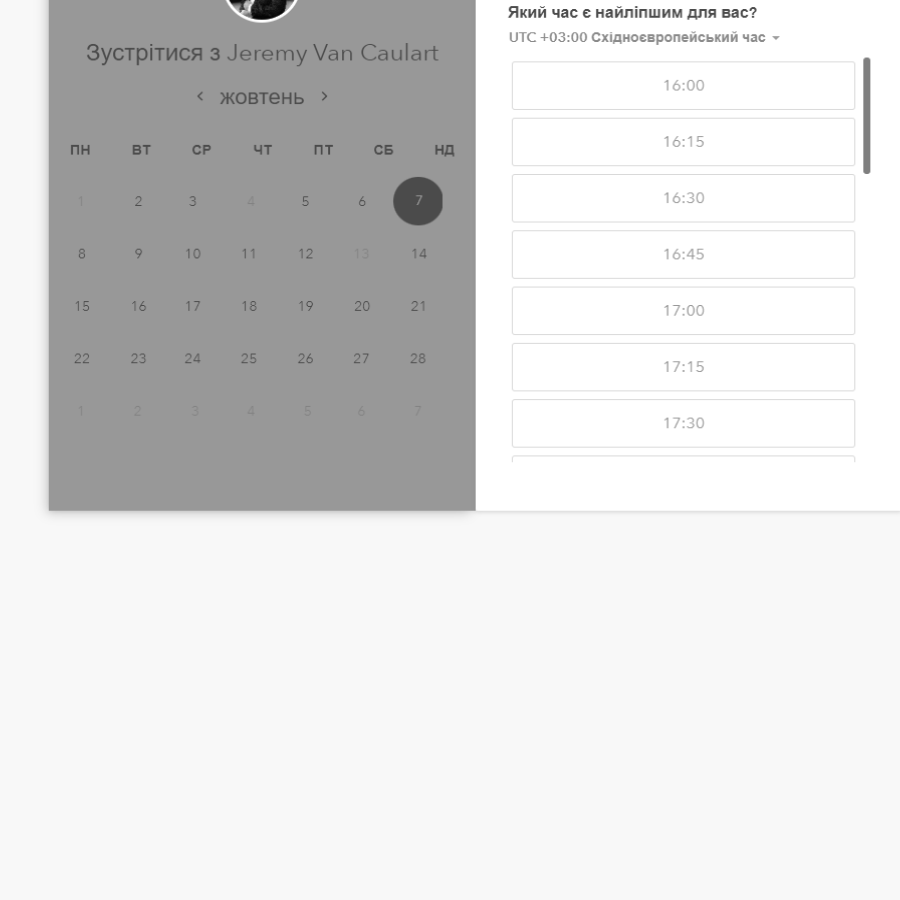 Зустрітися з Jeremy Van Caulart
‹ жовтень ›
ПН ВТ СР ЧТ ПТ СБ НД
1 2 3 4 5 6 7
8 9 10 11 12 13 14
15 16 17 18 19 20 21
22 23 24 25 26 27 28
1 2 3 4 5 6 7
Який час є найліпшим для вас?
UTC +03:00 Східноєвропейський час
16:00
16:15
16:30
16:45
17:00
17:15
17:30